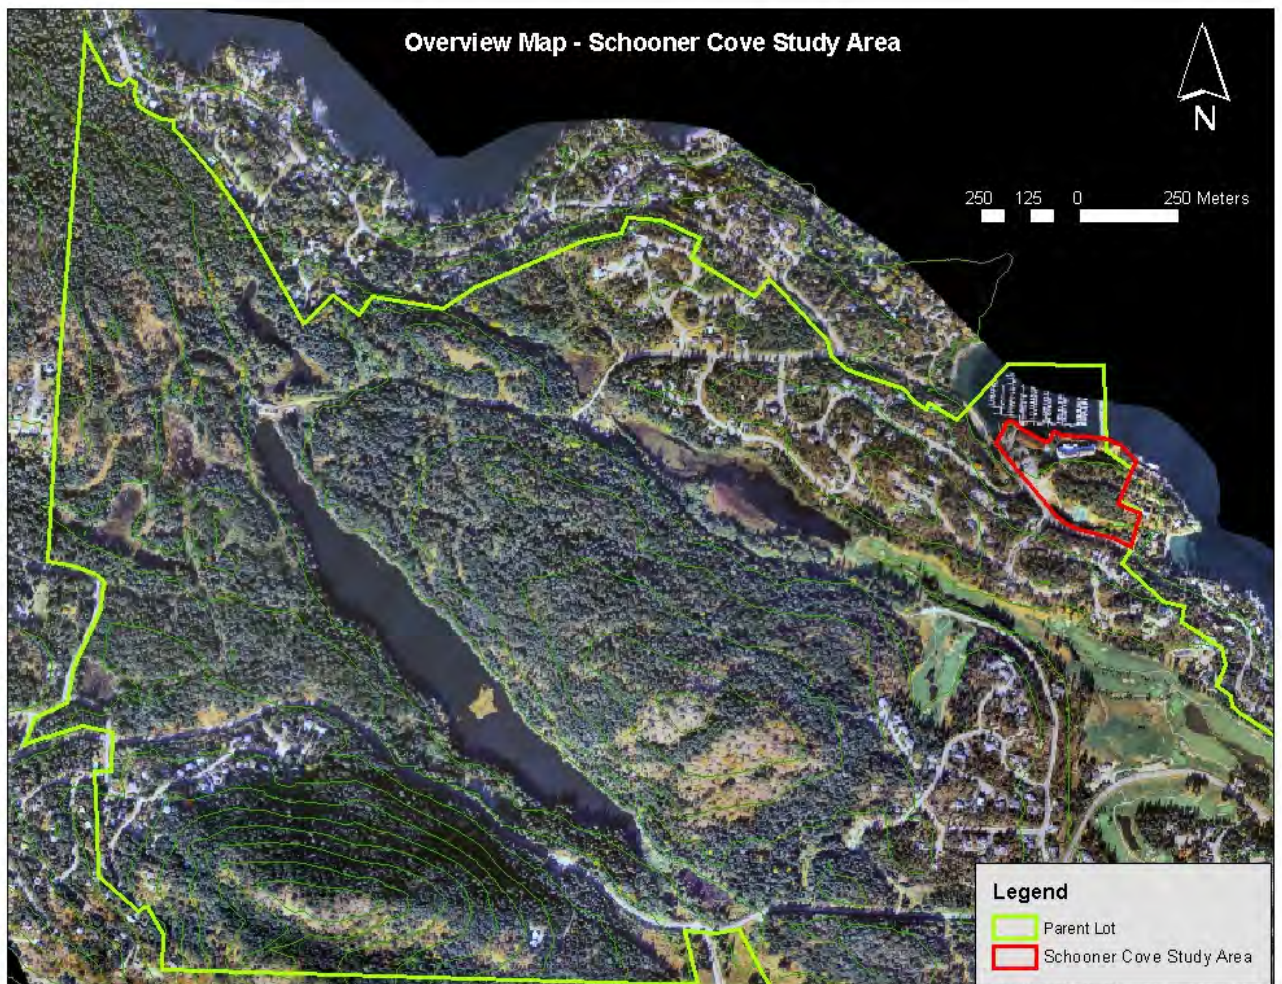 Overview Map - Schooner Cove Study Area
N
250 125 0 250 Meters
Legend
Parent Lot
Schooner Cove Study Area